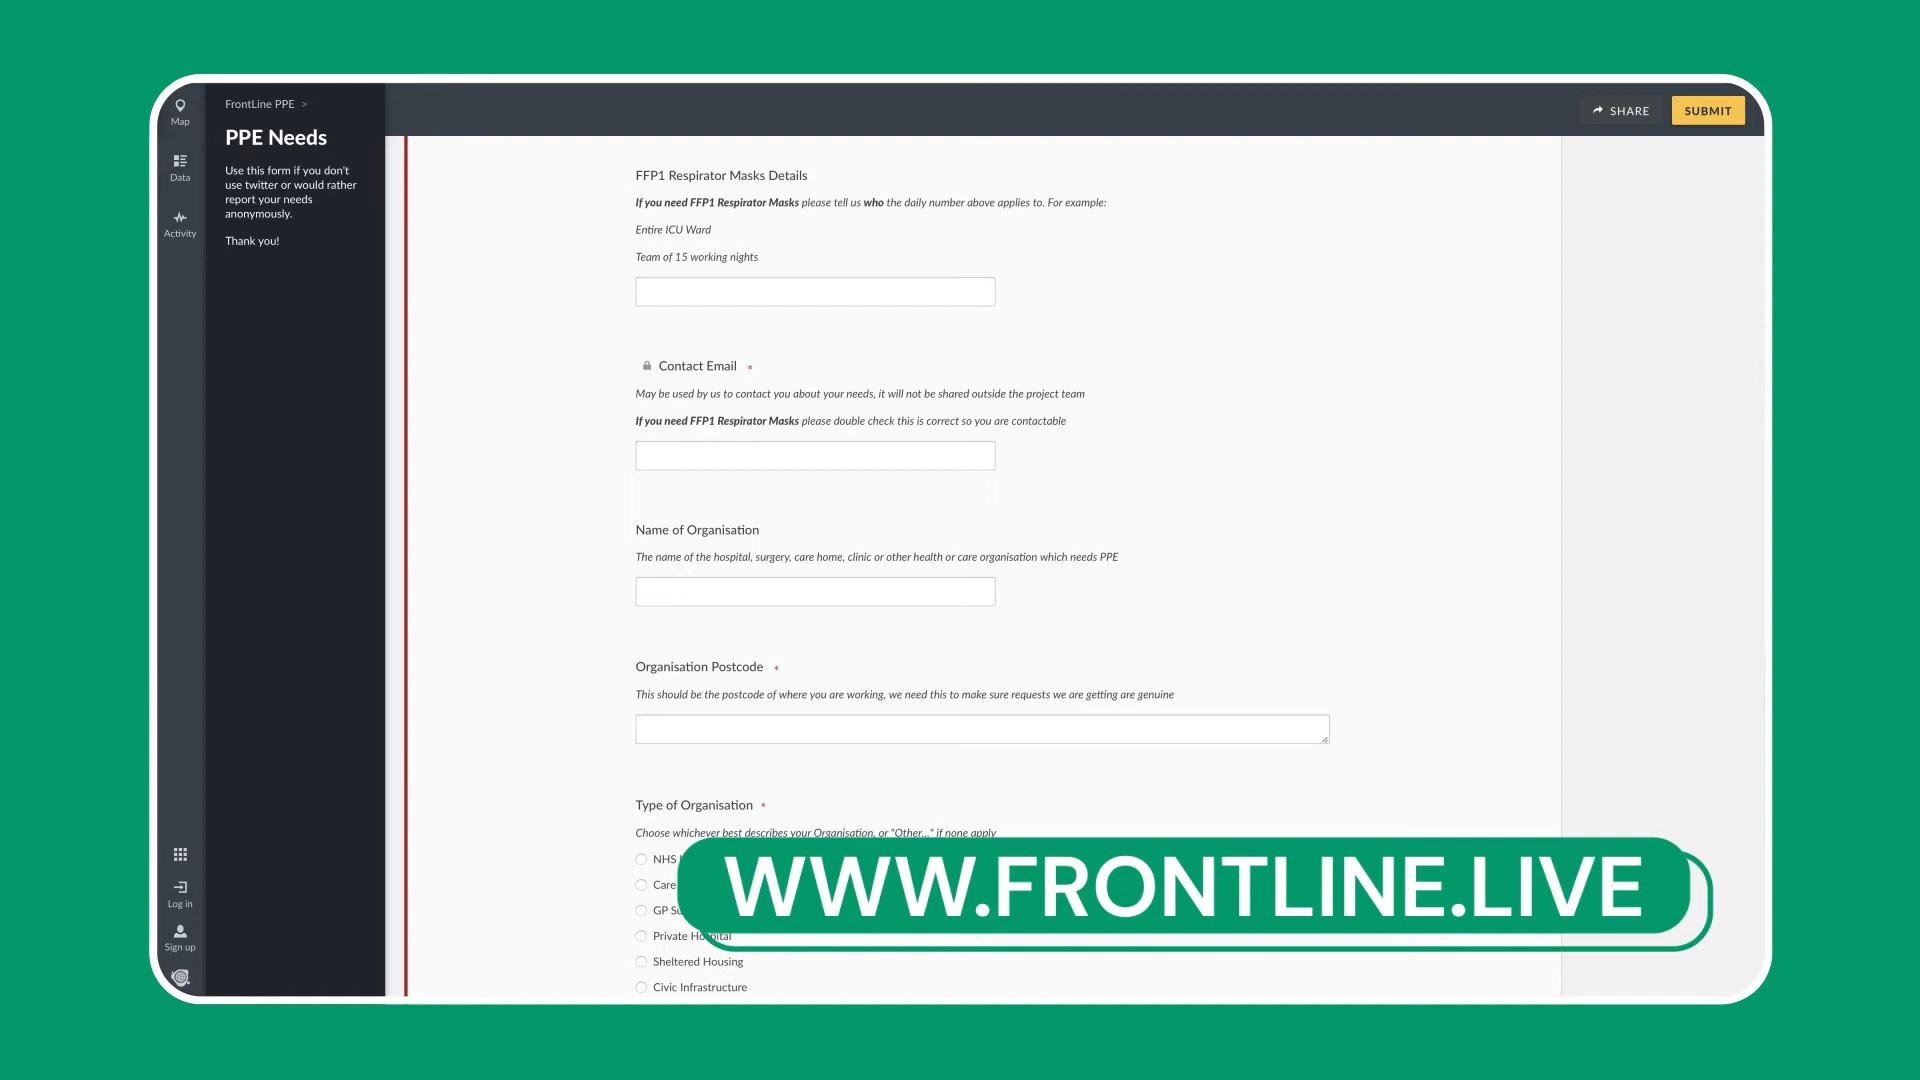 Map
Data
Activity
Log in
Sign up
FrontLine PPE >
PPE Needs
Use this form if you don't
use twitter or would rather
report your needs
anonymously.
Thank you!
SHARE
SUBMIT
FFP1 Respirator Masks Details
If you need FFP1 Respirator Masks please tell us who the daily number above applies to. For example:
Entire ICU Ward
Team of 15 working nights
Contact Email *
May be used by us to contact you about your needs, it will not be shared outside the project team
If you need FFP1 Respirator Masks please double check this is correct so you are contactable
Name of Organisation
The name of the hospital, surgery, care home, clinic or other health or care organisation which needs PPE
Organisation Postcode *
This should be the postcode of where you are working, we need this to make sure requests we are getting are genuine
Type of Organisation *
Choose whichever best describes your Organisation, or "Other..." if none apply
NHS
Care
GP
Private Hospital
Sheltered Housing
Civic Infrastructure
WWW.FRONTLINE.LIVE